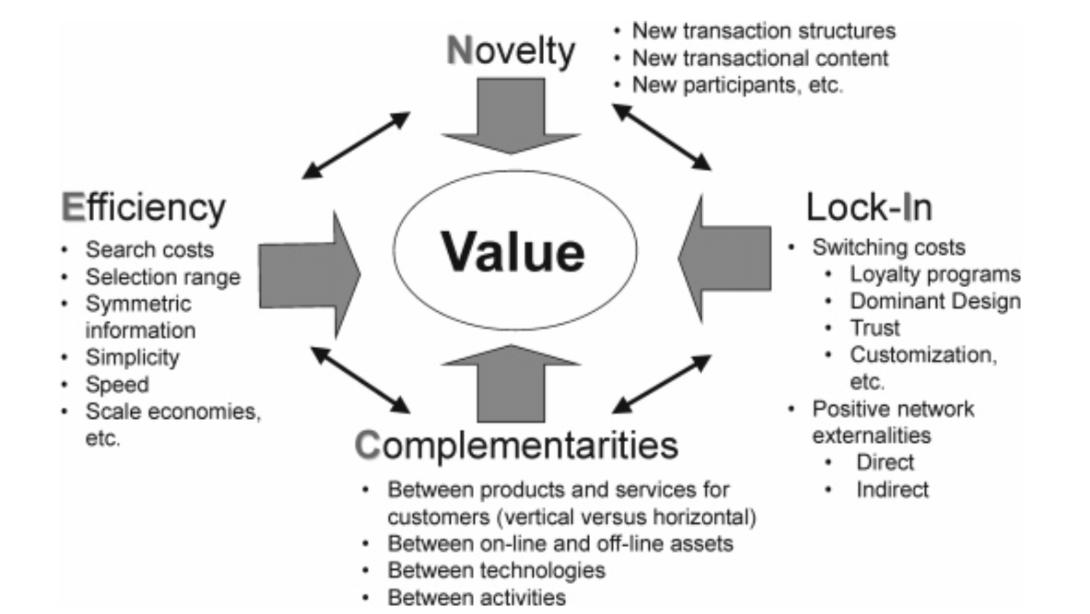 Novelty
• New transaction structures
• New transactional content
• New participants, etc.
Efficiency
• Search costs
• Selection range
• Symmetric
information
• Simplicity
• Speed
• Scale economies,
etc.
Value
Lock-In
• Switching costs
• Loyalty programs
• Dominant Design
• Trust
• Customization,
etc.
• Positive network
externalities
• Direct
• Indirect
Complementarities
• Between products and services for
customers (vertical versus horizontal)
• Between on-line and off-line assets
• Between technologies
• Between activities